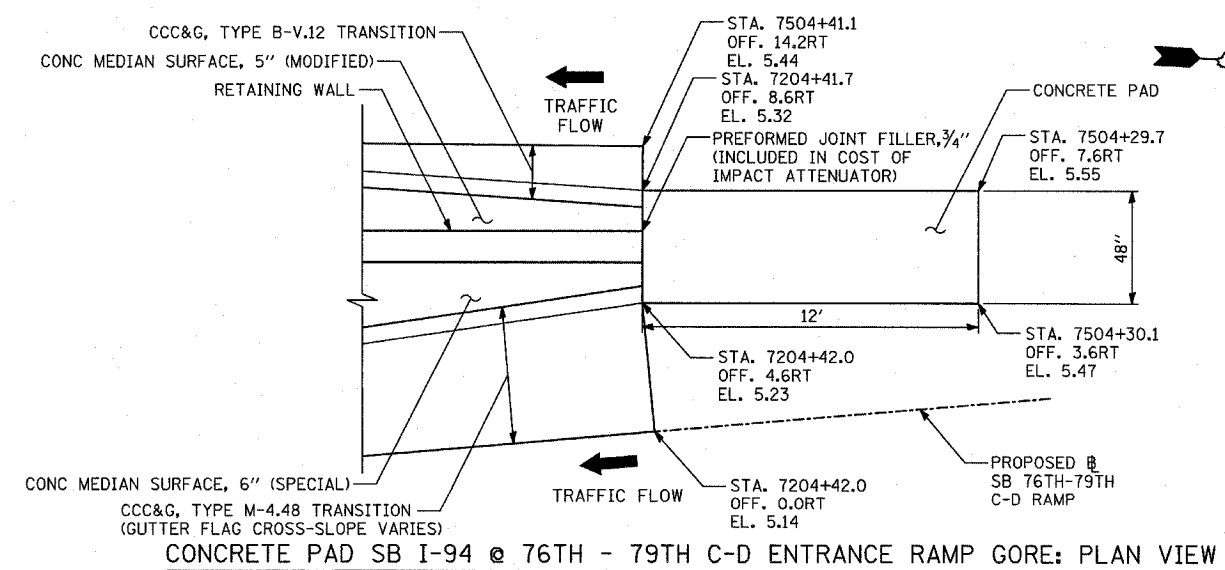 CCC&G, TYPE B-V.12 TRANSITION
CONC MEDIAN SURFACE, 5" (MODIFIED)
RETAINING WALL
TRAFFIC
FLOW
STA. 7504+41.1
OFF. 14.2RT
EL. 5.44
STA. 7204+41.7
OFF. 8.6RT
EL. 5.32
PREFORMED JOINT FILLER,¾"
(INCLUDED IN COST OF
IMPACT ATTENUATOR)
CONCRETE PAD
STA. 7504+29.7
OFF. 7.6RT
EL. 5.55
48"
12'
STA. 7504+30.1
OFF. 3.6RT
EL. 5.47
STA. 7204+42.0
OFF. 4.6RT
EL. 5.23
CONC MEDIAN SURFACE, 6" (SPECIAL)
CCC&G, TYPE M-4.48 TRANSITION
(GUTTER FLAG CROSS-SLOPE VARIES)
TRAFFIC FLOW
STA. 7204+42.0
OFF. 0.0RT
EL. 5.14
PROPOSED ℄
SB 76TH-79TH
C-D RAMP
CONCRETE PAD SB I-94 @ 76TH - 79TH C-D ENTRANCE RAMP GORE: PLAN VIEW